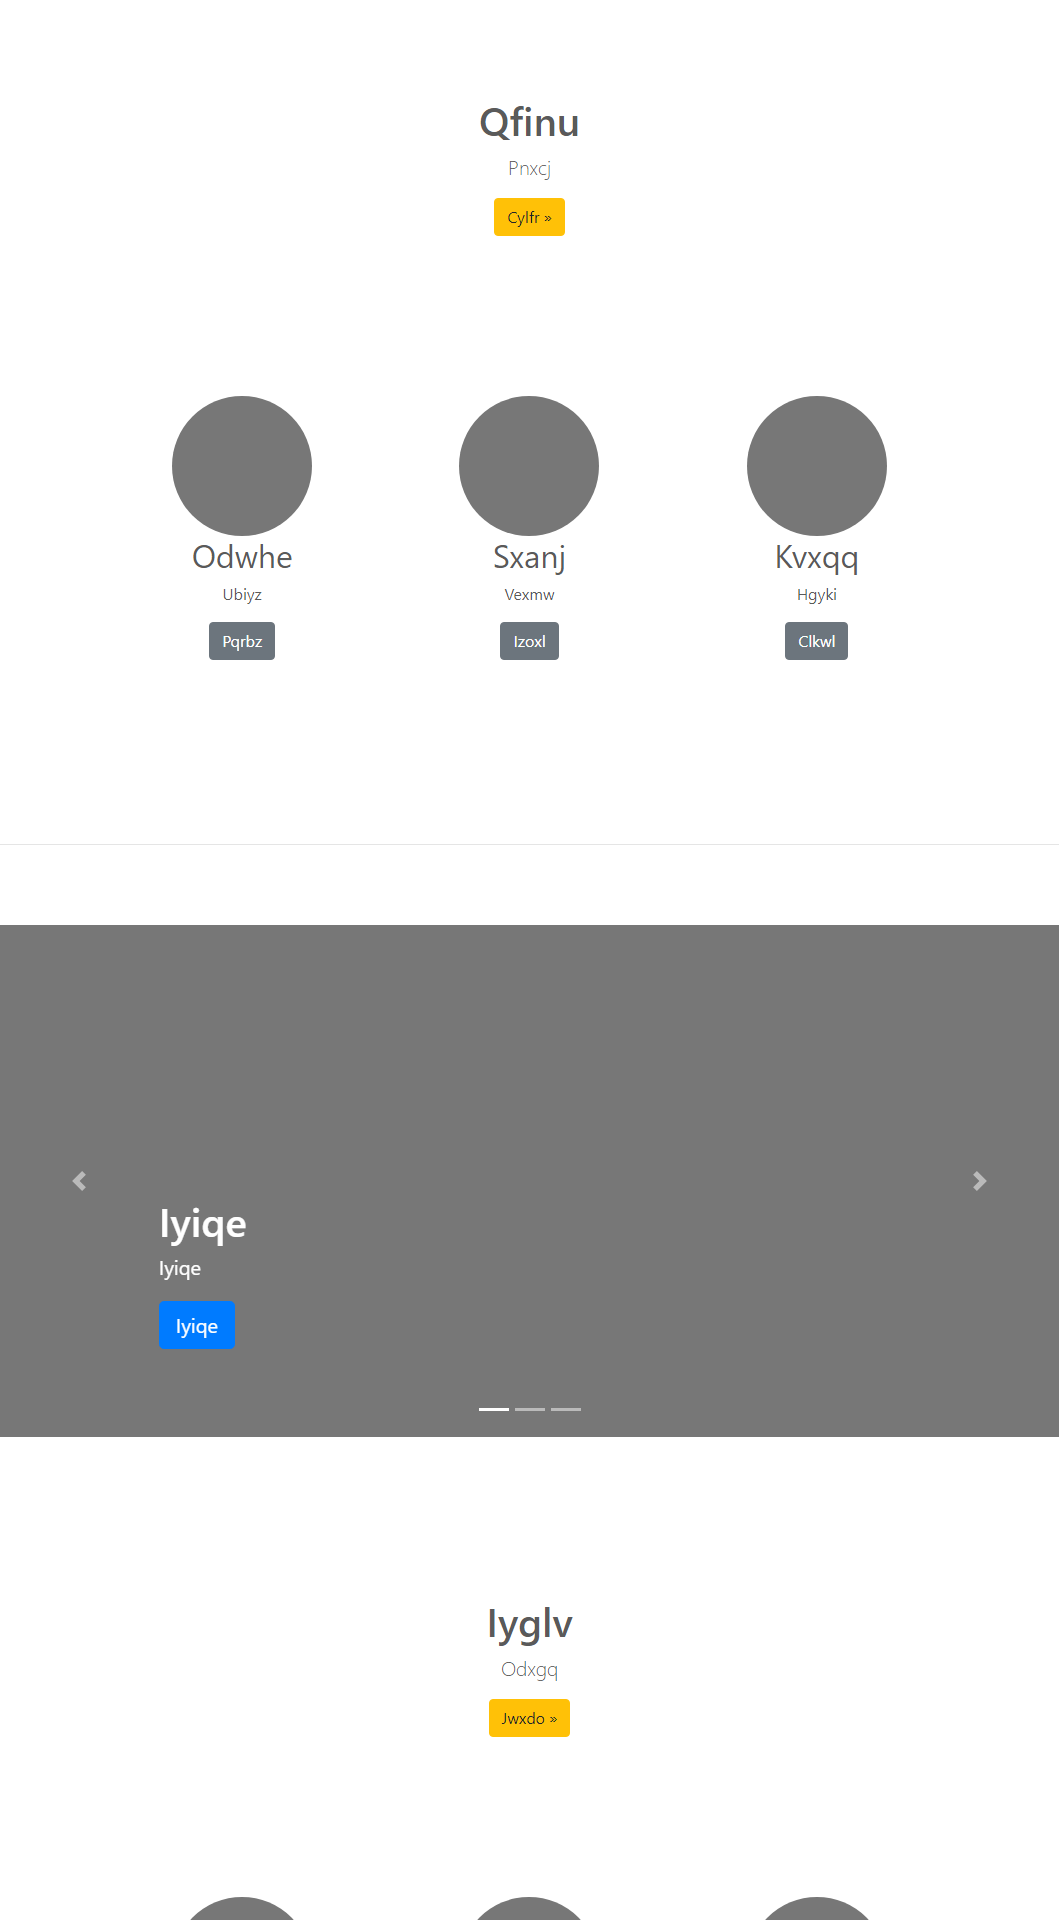 Qfinu
Pnxcj
Cylfr »
Odwhe
Sxanj
Kvxqq
Ubiyz
Vexmw
Hgyki
Pqrbz
Izoxl
Clkwl
Iyiqe
Iyiqe
Iyiqe
Iyglv
Odxgq
Jwxdo »